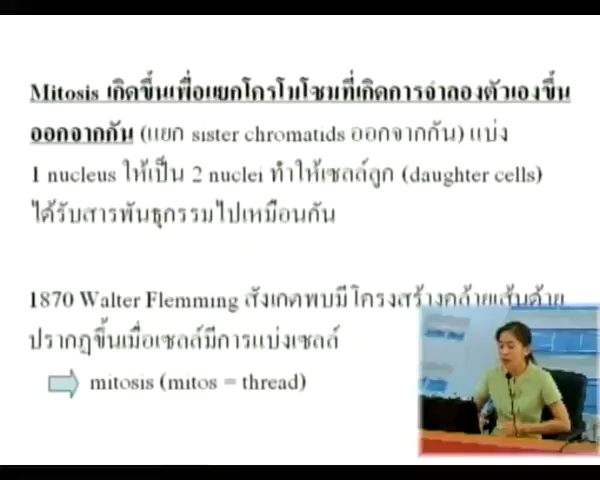 Mitosis เกิดขึ้นเพื่อแยกโครโมโซมที่เกิดการจำลองตัวเองขึ้น
ออกจากกัน (แยก sister chromatids ออกจากกัน) แบ่ง
1 nucleus ให้เป็น 2 nuclei ทำให้เซลล์ลูก (daughter cells)
ได้รับสารพันธุกรรมไปเหมือนกัน
1870 Walter Flemming สังเกตพบมี โครงสร้างคล้ายเส้นด้าย
ปรากฏขึ้นเมื่อเซลล์มีการแบ่งเซลล์
mitosis (mitos = thread)